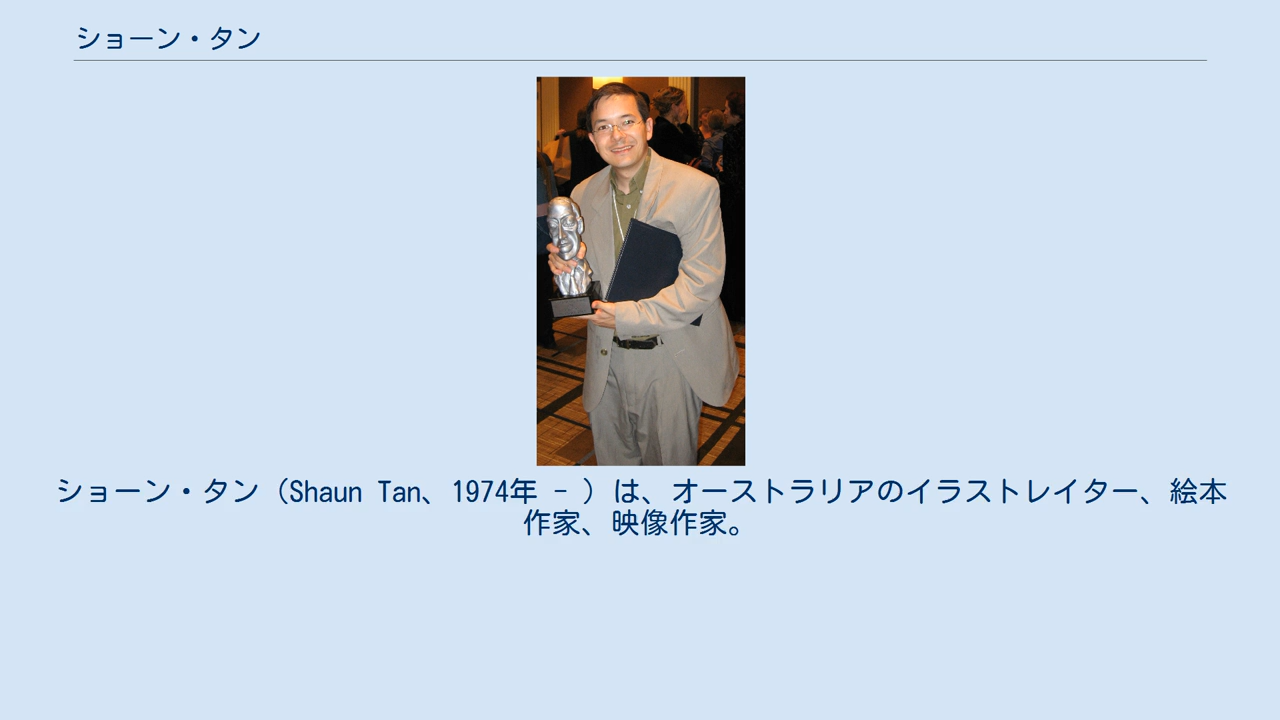 ショーン・タン
ショーン・タン（Shaun Tan、1974年 - ）は、オーストラリアのイラストレイター、絵本
作家、映像作家。